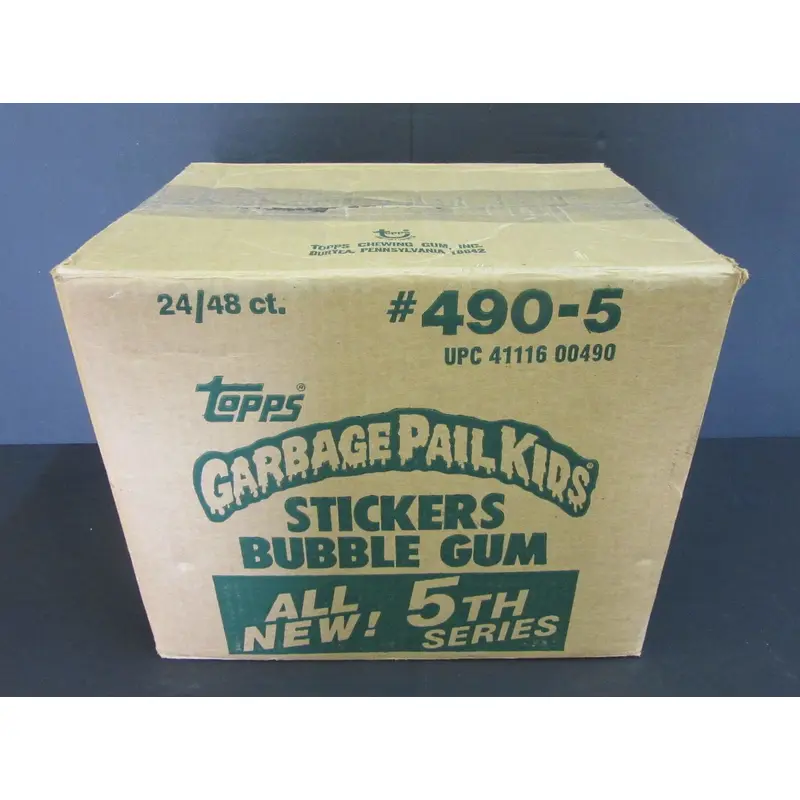 Topps
TOPPS CHEWING GUM, INC.
DURYEA, PENNSYLVANIA 18642
24/48 ct.
#490-5
UPC 41116 00490
Topps®
GARBAGE PAIL KIDS®
STICKERS
BUBBLE GUM
ALL NEW! 5TH SERIES